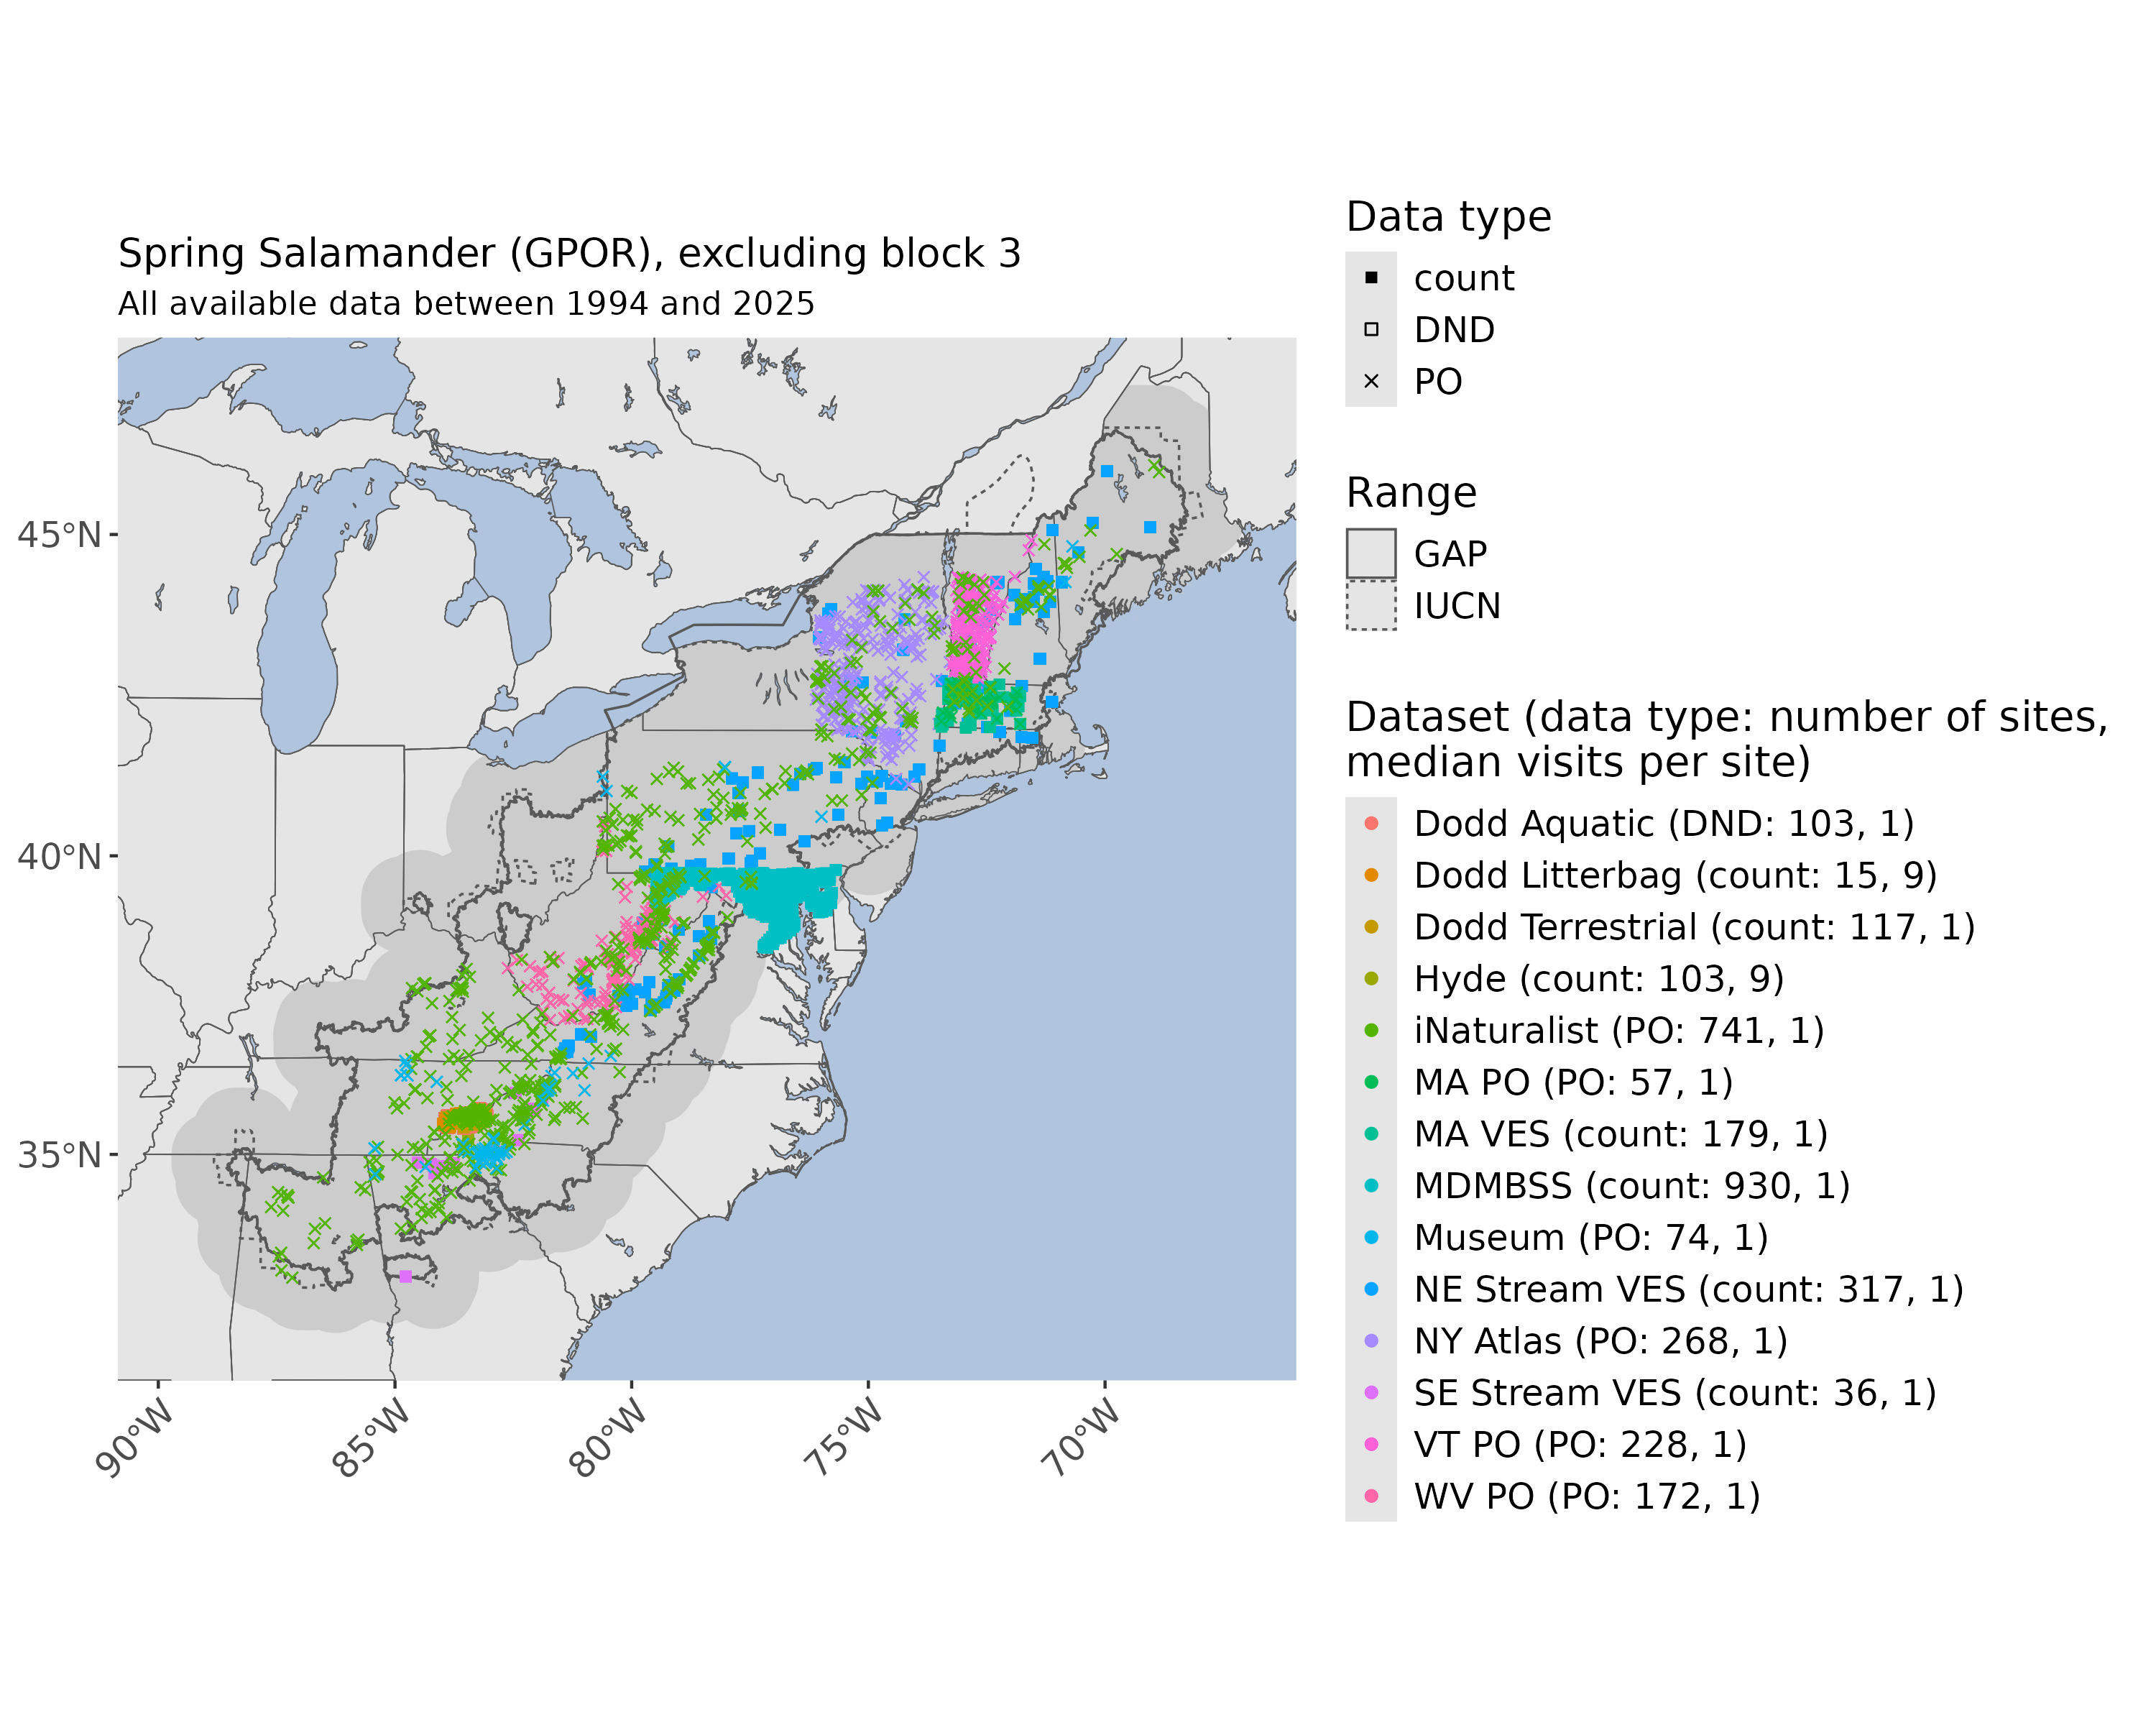 Spring Salamander (GPOR), excluding block 3
All available data between 1994 and 2025
45°N
40°N
35°N
90°W
85°W
80°W
75°W
70°W
Data type
count
DND
PO
Range
GAP
IUCN
Dataset (data type: number of sites,
median visits per site)
Dodd Aquatic (DND: 103, 1)
Dodd Litterbag (count: 15, 9)
Dodd Terrestrial (count: 117, 1)
Hyde (count: 103, 9)
iNaturalist (PO: 741, 1)
MA PO (PO: 57, 1)
MA VES (count: 179, 1)
MDMBSS (count: 930, 1)
Museum (PO: 74, 1)
NE Stream VES (count: 317, 1)
NY Atlas (PO: 268, 1)
SE Stream VES (count: 36, 1)
VT PO (PO: 228, 1)
WV PO (PO: 172, 1)